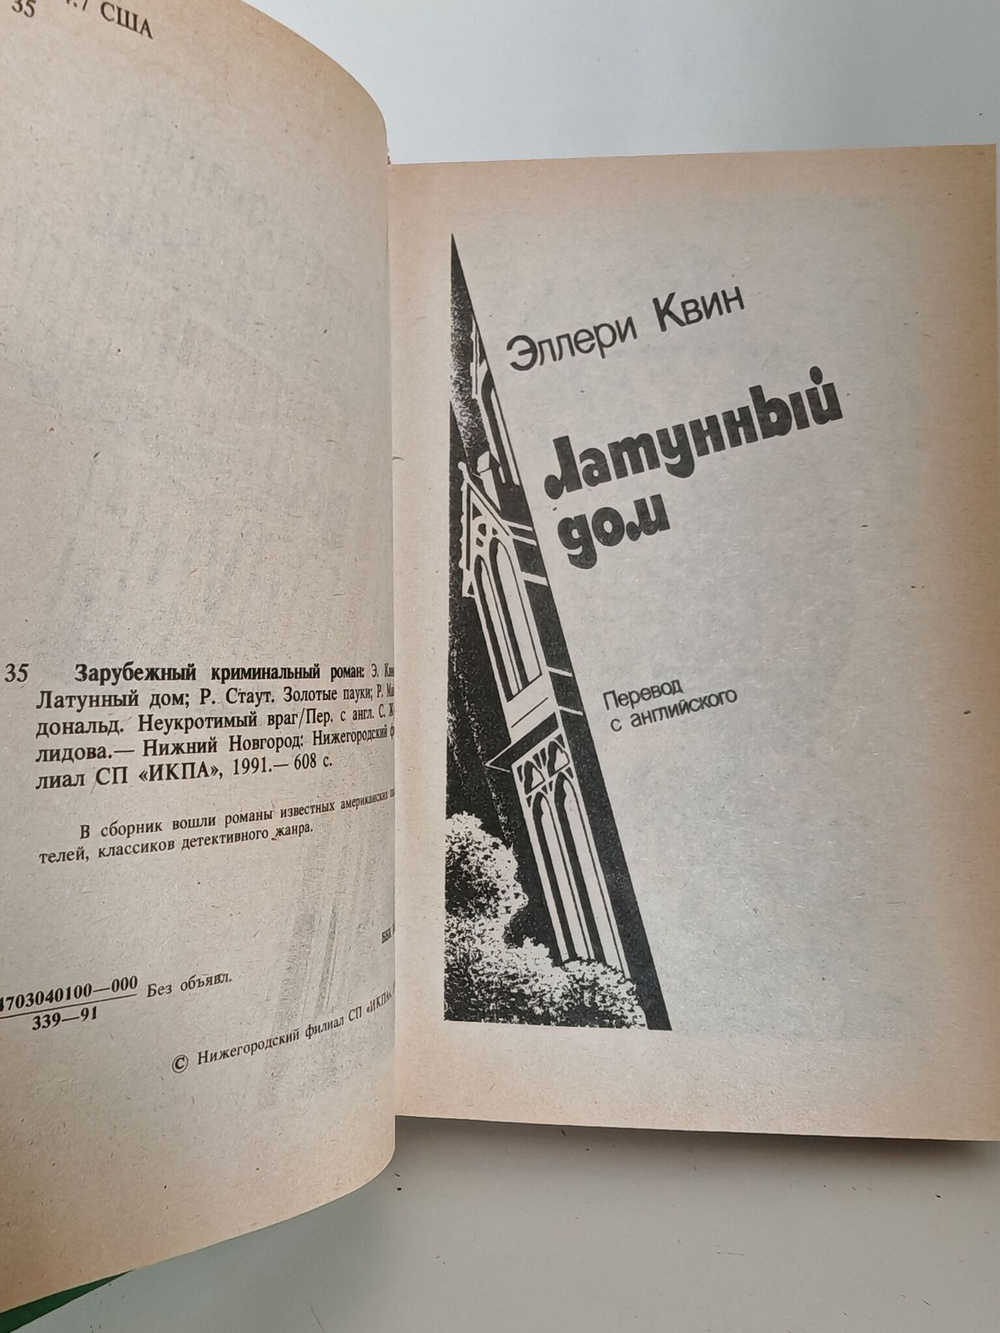 США
35
35 Зарубежный криминальный роман: Э.
Латунный дом; Р. Стаут. Золотые пауки; Р.
дональд. Неукротимый враг/Пер. с англ. С.
лидова.— Нижний Новгород: Нижегородский
лиал СП «ИКПА», 1991.— 608 с.
В сборник вошли романы известных американских
телей, классиков детективного жанра.
4703040100—000
339—91
Без объявл.
© Нижегородский филиал СП «ИКПА»,
Эллери Квин
Латунный
дом
Перевод
с английского